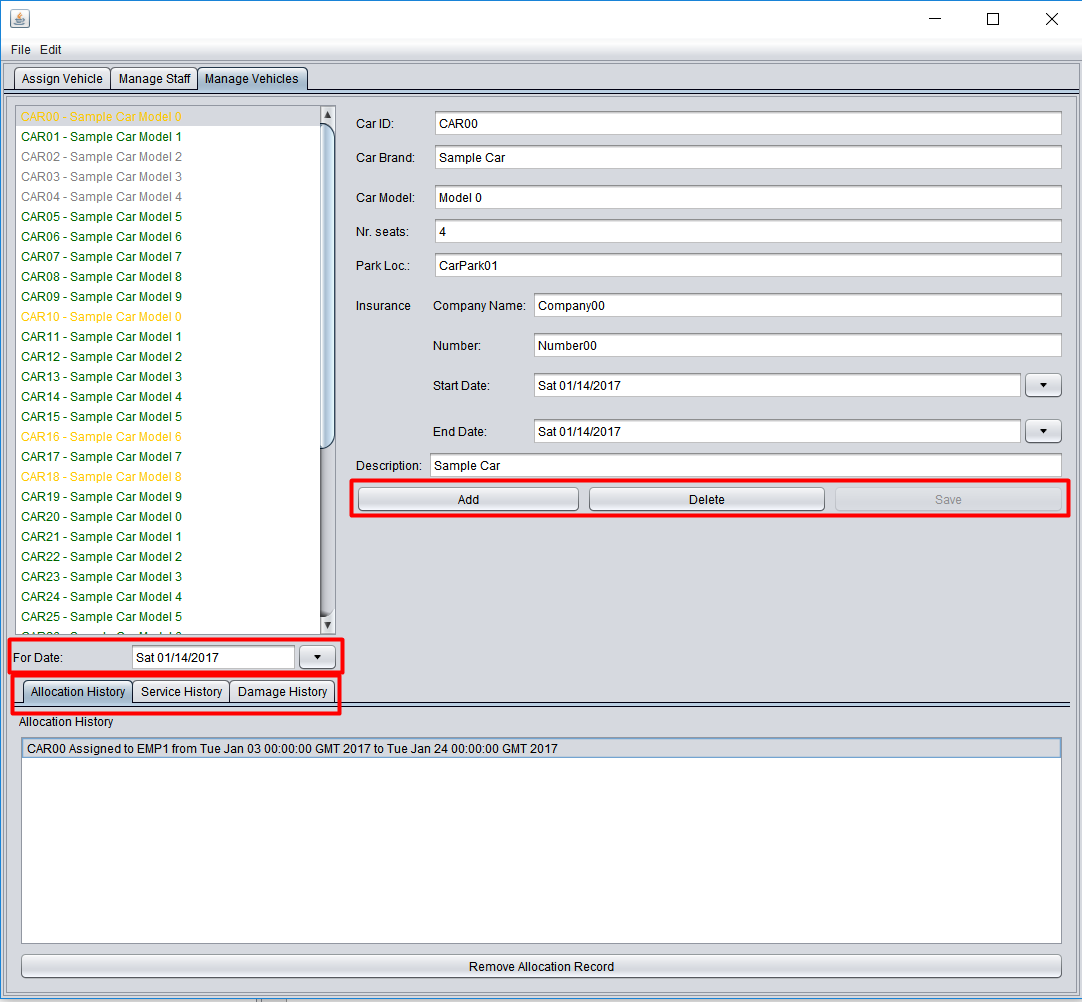 File Edit
Assign Vehicle Manage Staff Manage Vehicles
CAR00 - Sample Car Model 0
CAR01 - Sample Car Model 1
CAR02 - Sample Car Model 2
CAR03 - Sample Car Model 3
CAR04 - Sample Car Model 4
CAR05 - Sample Car Model 5
CAR06 - Sample Car Model 6
CAR07 - Sample Car Model 7
CAR08 - Sample Car Model 8
CAR09 - Sample Car Model 9
CAR10 - Sample Car Model 0
CAR11 - Sample Car Model 1
CAR12 - Sample Car Model 2
CAR13 - Sample Car Model 3
CAR14 - Sample Car Model 4
CAR15 - Sample Car Model 5
CAR16 - Sample Car Model 6
CAR17 - Sample Car Model 7
CAR18 - Sample Car Model 8
CAR19 - Sample Car Model 9
CAR20 - Sample Car Model 0
CAR21 - Sample Car Model 1
CAR22 - Sample Car Model 2
CAR23 - Sample Car Model 3
CAR24 - Sample Car Model 4
CAR25 - Sample Car Model 5
Car ID: CAR00
Car Brand: Sample Car
Car Model: Model 0
Nr. seats: 4
Park Loc.: CarPark01
Insurance Company Name: Company00
Number: Number00
Start Date: Sat 01/14/2017
End Date: Sat 01/14/2017
Description: Sample Car
Add Delete Save
For Date: Sat 01/14/2017
Allocation History Service History Damage History
Allocation History
CAR00 Assigned to EMP1 from Tue Jan 03 00:00:00 GMT 2017 to Tue Jan 24 00:00:00 GMT 2017
Remove Allocation Record